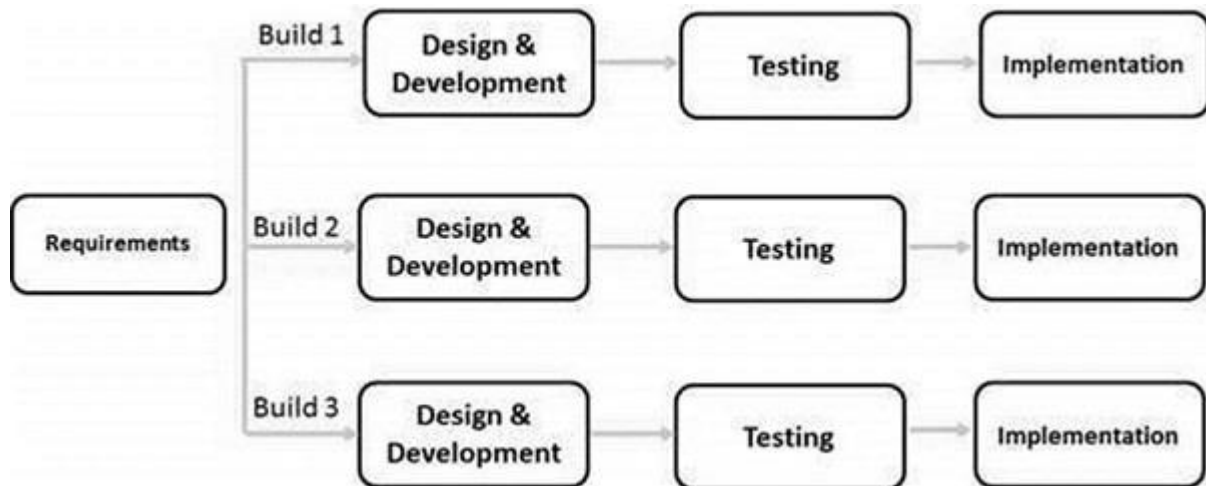 Build 1
Design &
Development
Testing
Implementation
Requirements
Build 2
Design &
Development
Testing
Implementation
Build 3
Design &
Development
Testing
Implementation